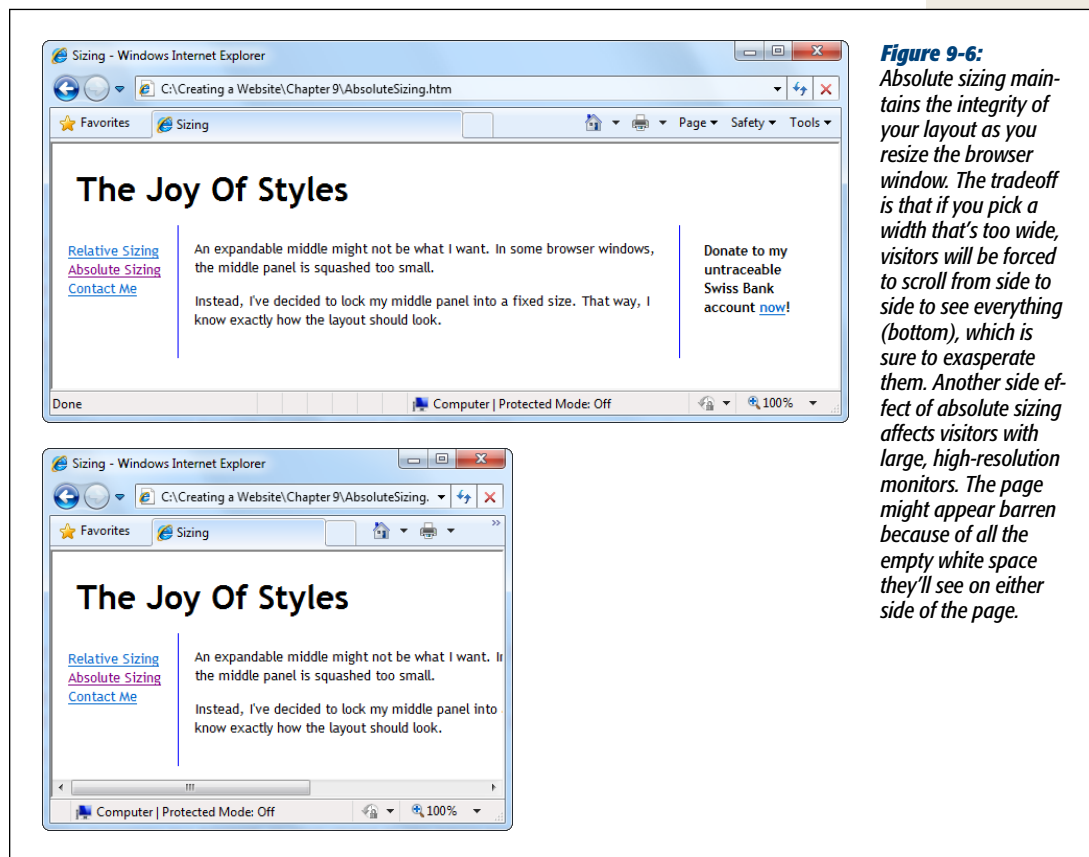 Sizing - Windows Internet Explorer
C:\Creating a Website\Chapter 9\AbsoluteSizing.htm
Favorites
Sizing
Page
Safety
Tools
The Joy Of Styles
Relative Sizing
Absolute Sizing
Contact Me
An expandable middle might not be what I want. In some browser windows,
the middle panel is squashed too small.
Instead, I've decided to lock my middle panel into a fixed size. That way, I
know exactly how the layout should look.
Donate to my
untraceable
Swiss Bank
account now!
Done
Computer | Protected Mode: Off
100%
Sizing - Windows Internet Explorer
C:\Creating a Website\Chapter 9\AbsoluteSizing.
Favorites
Sizing
»
The Joy Of Styles
Relative Sizing
Absolute Sizing
Contact Me
An expandable middle might not be what I want. In
the middle panel is squashed too small.
Instead, I've decided to lock my middle panel into
know exactly how the layout should look.
Computer | Protected Mode: Off
100%
Figure 9-6:
Absolute sizing main-
tains the integrity of
your layout as you
resize the browser
window. The tradeoff
is that if you pick a
width that's too wide,
visitors will be forced
to scroll from side to
side to see everything
(bottom), which is
sure to exasperate
them. Another side ef-
fect of absolute sizing
affects visitors with
large, high-resolution
monitors. The page
might appear barren
because of all the
empty white space
they'll see on either
side of the page.